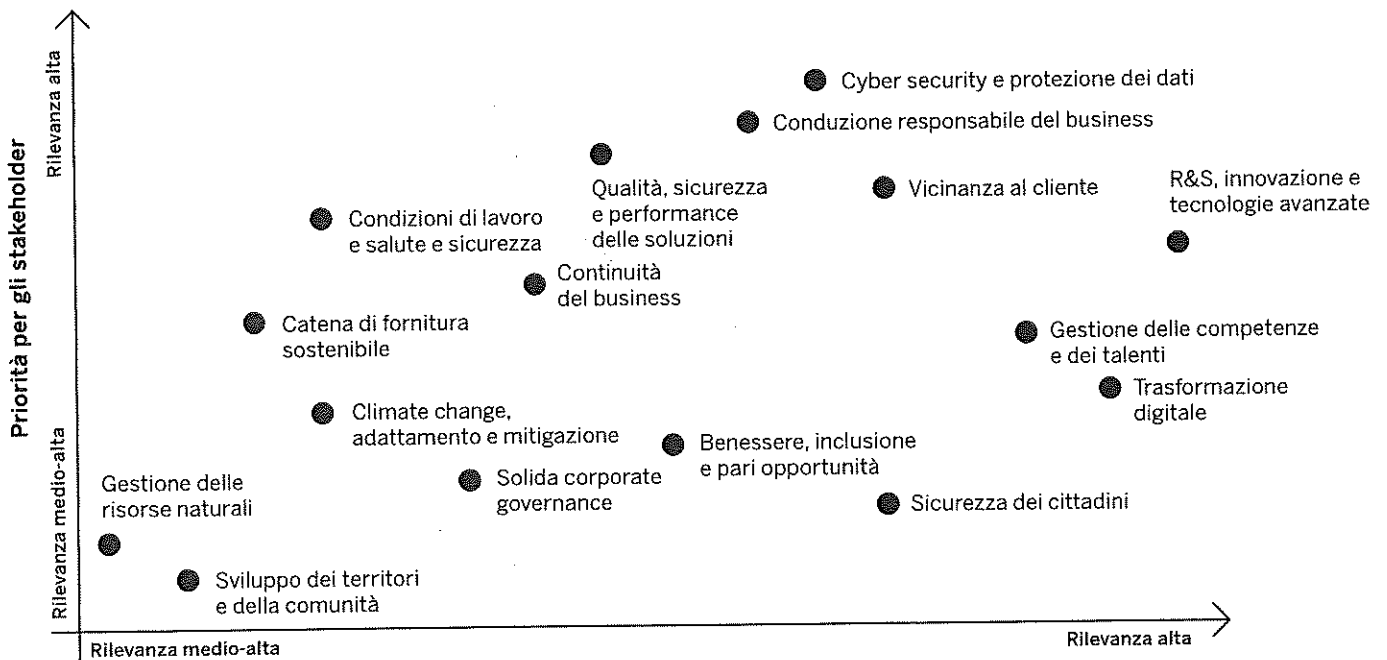 Priorità per gli stakeholder
Rilevanza alta
Rilevanza medio-alta
Cyber security e protezione dei dati
Conduzione responsabile del business
Qualità, sicurezza
e performance
delle soluzioni
Vicinanza al cliente
R&S, innovazione e
tecnologie avanzate
Condizioni di lavoro
e salute e sicurezza
Continuità
del business
Catena di fornitura
sostenibile
Gestione delle competenze
e dei talenti
Trasformazione
digitale
Climate change,
adattamento e mitigazione
Benessere, inclusione
e pari opportunità
Solida corporate
governance
Sicurezza dei cittadini
Gestione delle
risorse naturali
Sviluppo dei territori
e della comunità
Rilevanza medio-alta
Rilevanza alta